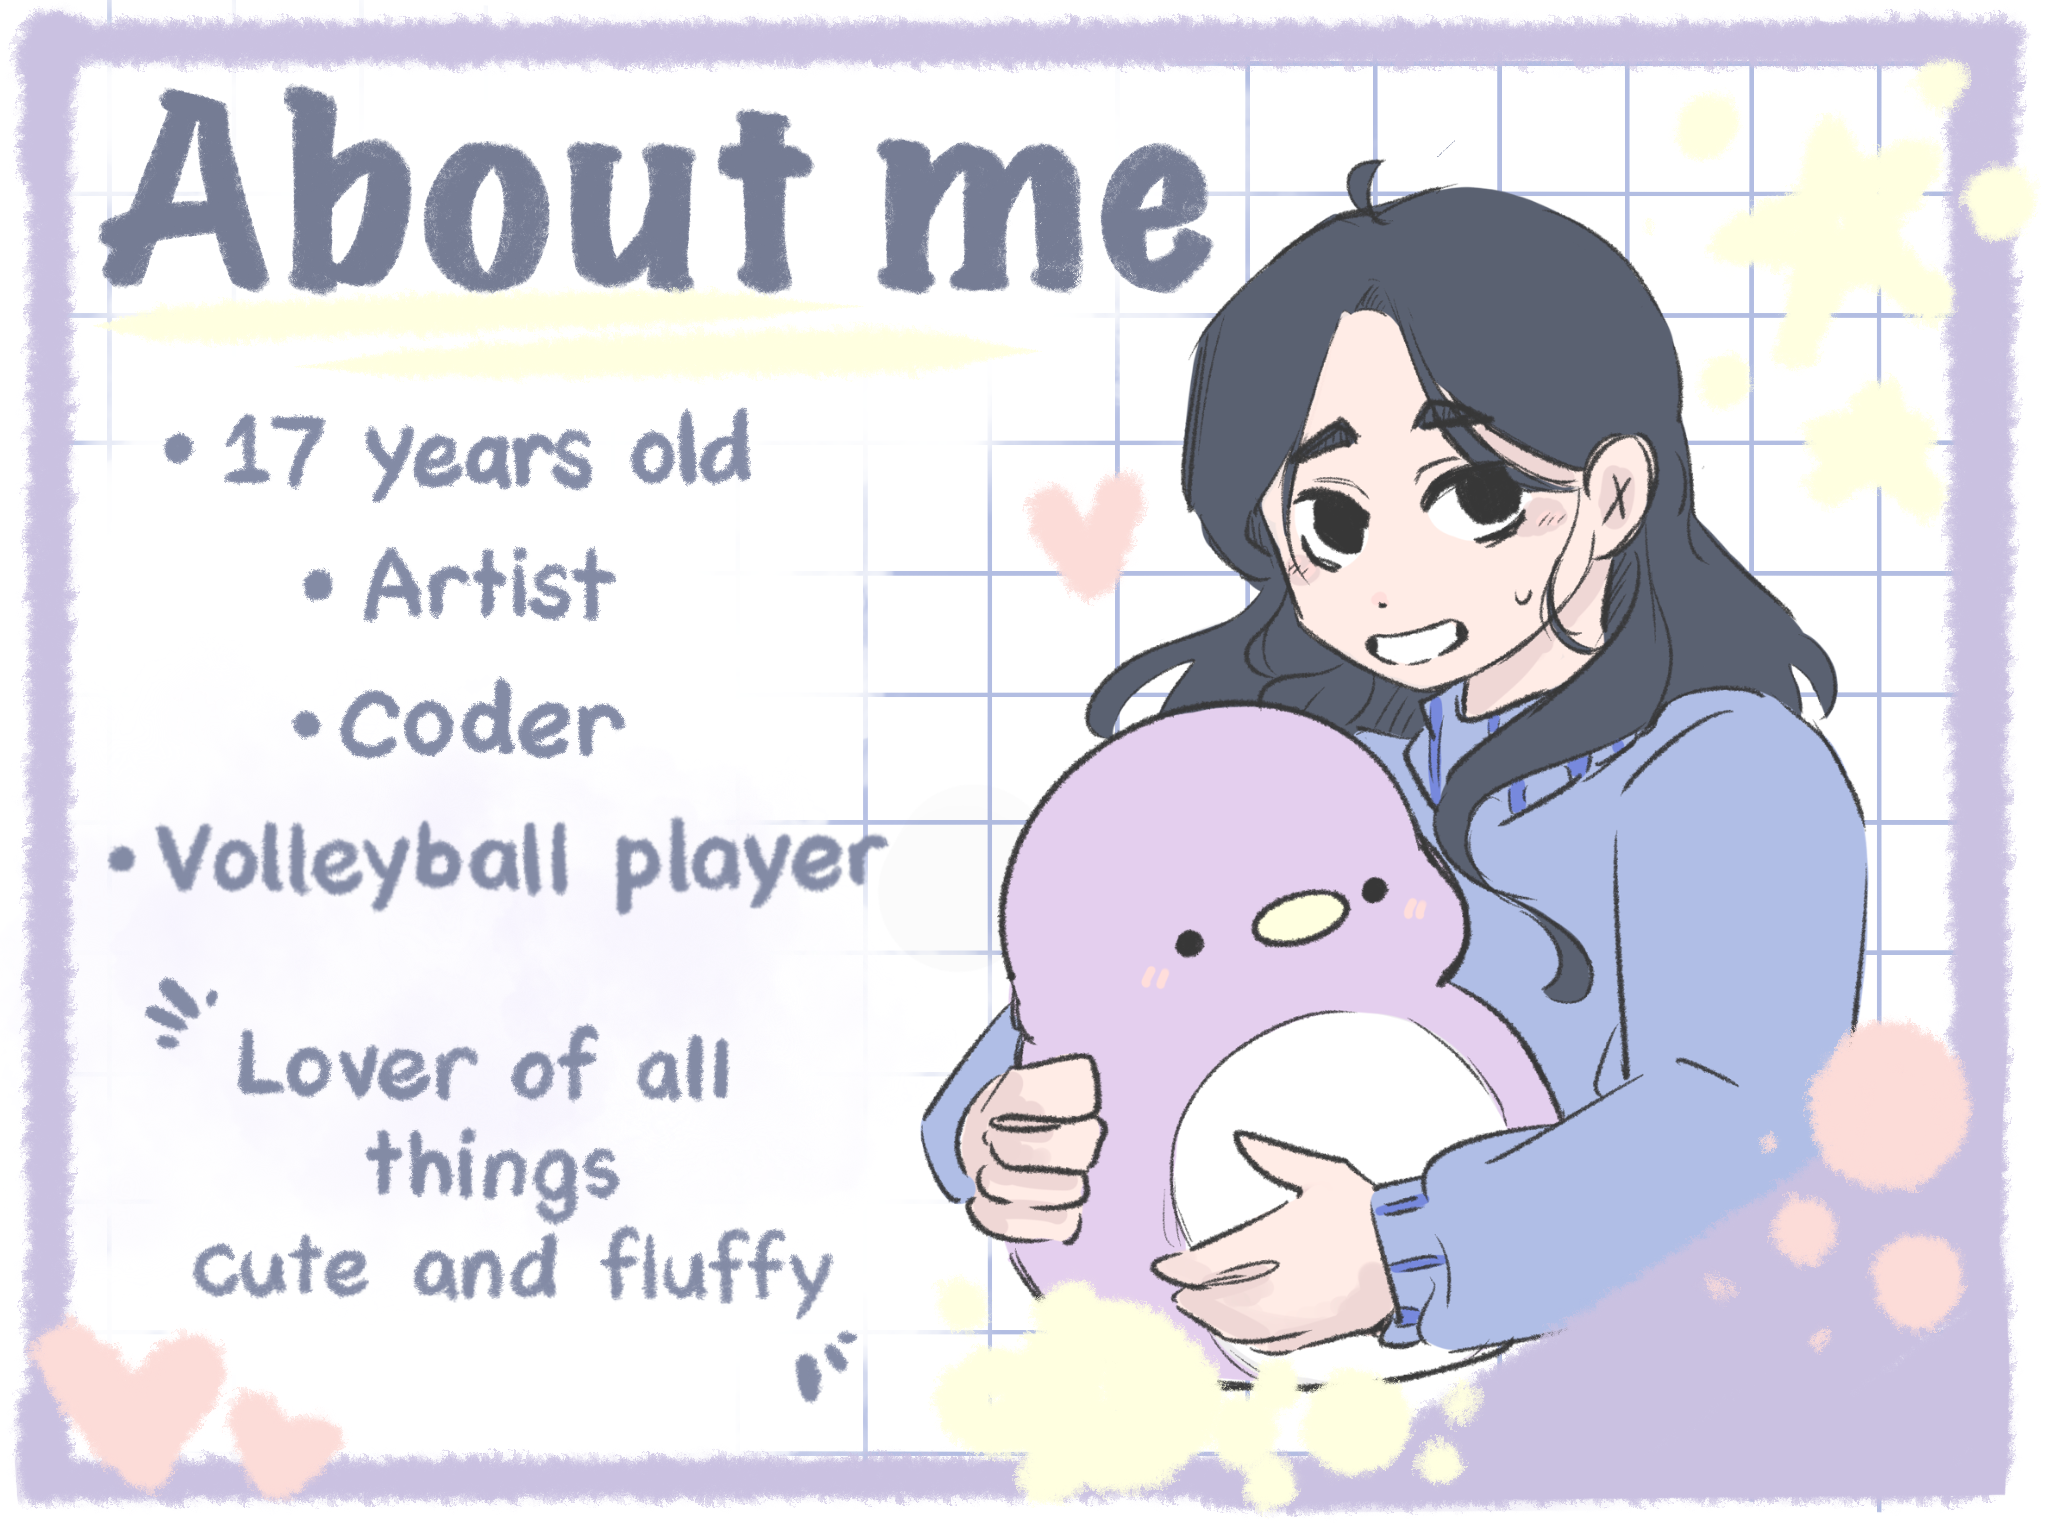 About me
• 17 years old
• Artist
• Coder
• Volleyball player
Lover of all
things
cute and fluffy